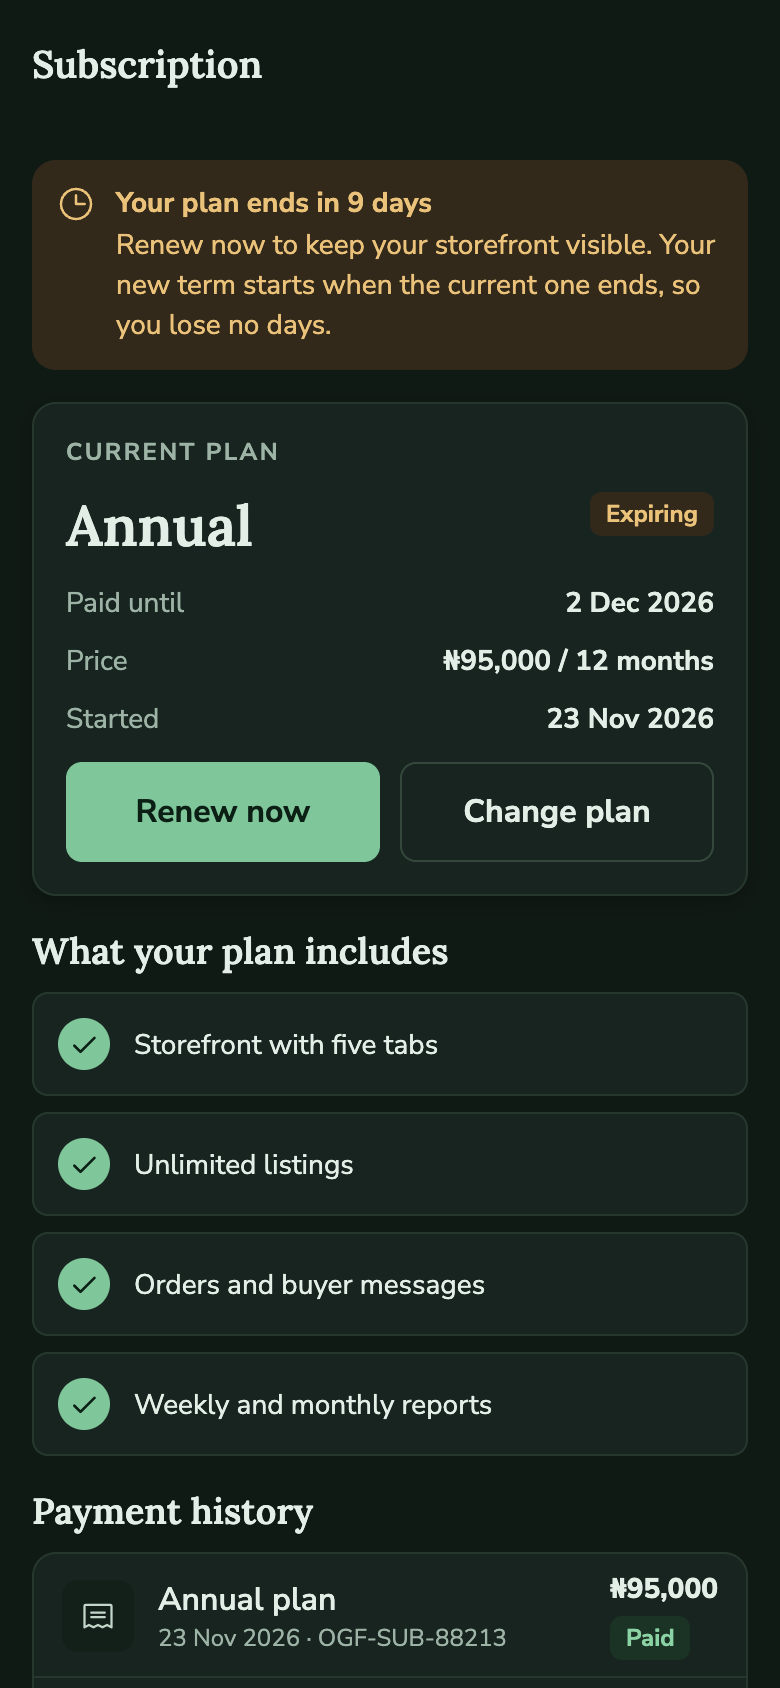 Subscription
Your plan ends in 9 days
Renew now to keep your storefront visible. Your
new term starts when the current one ends, so
you lose no days.
CURRENT PLAN
Annual
Expiring
Paid until
2 Dec 2026
Price
₦95,000 / 12 months
Started
23 Nov 2026
Renew now
Change plan
What your plan includes
Storefront with five tabs
Unlimited listings
Orders and buyer messages
Weekly and monthly reports
Payment history
Annual plan
₦95,000
23 Nov 2026 · OGF-SUB-88213
Paid